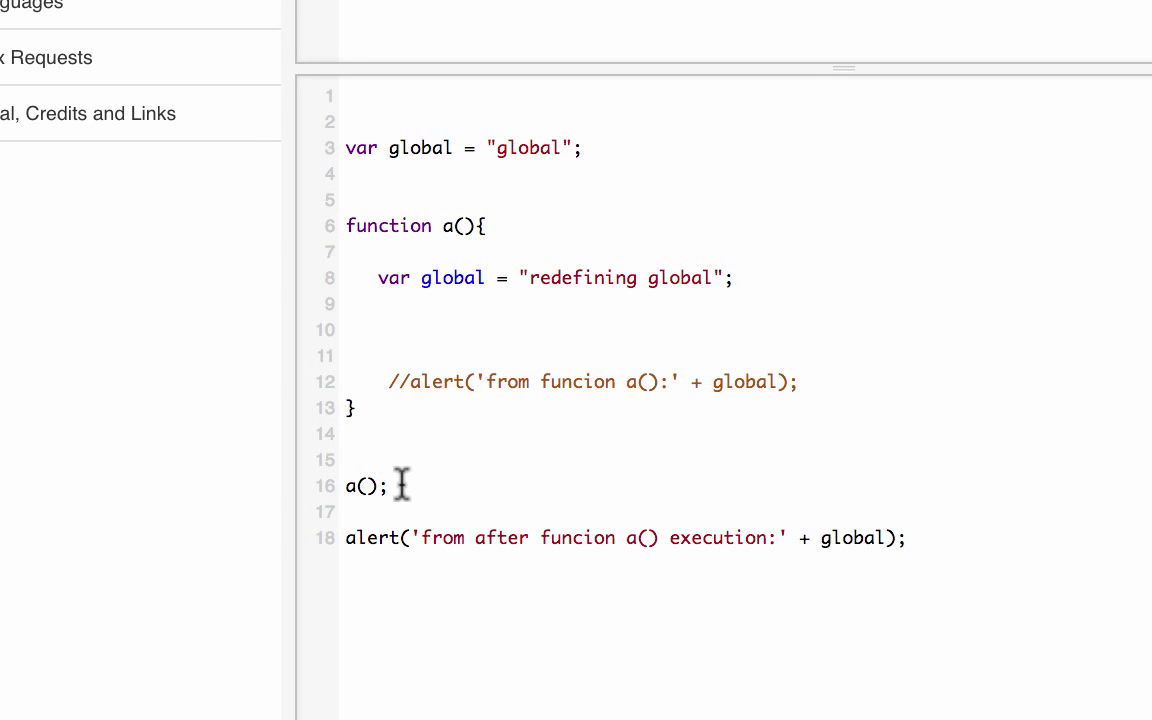 guages
x Requests
al, Credits and Links
1
2
3 var global = "global";
4
5
6 function a(){
7
8 var global = "redefining global";
9
10
11
12 //alert('from funcion a():' + global);
13 }
14
15
16 a();
17
18 alert('from after funcion a() execution:' + global);